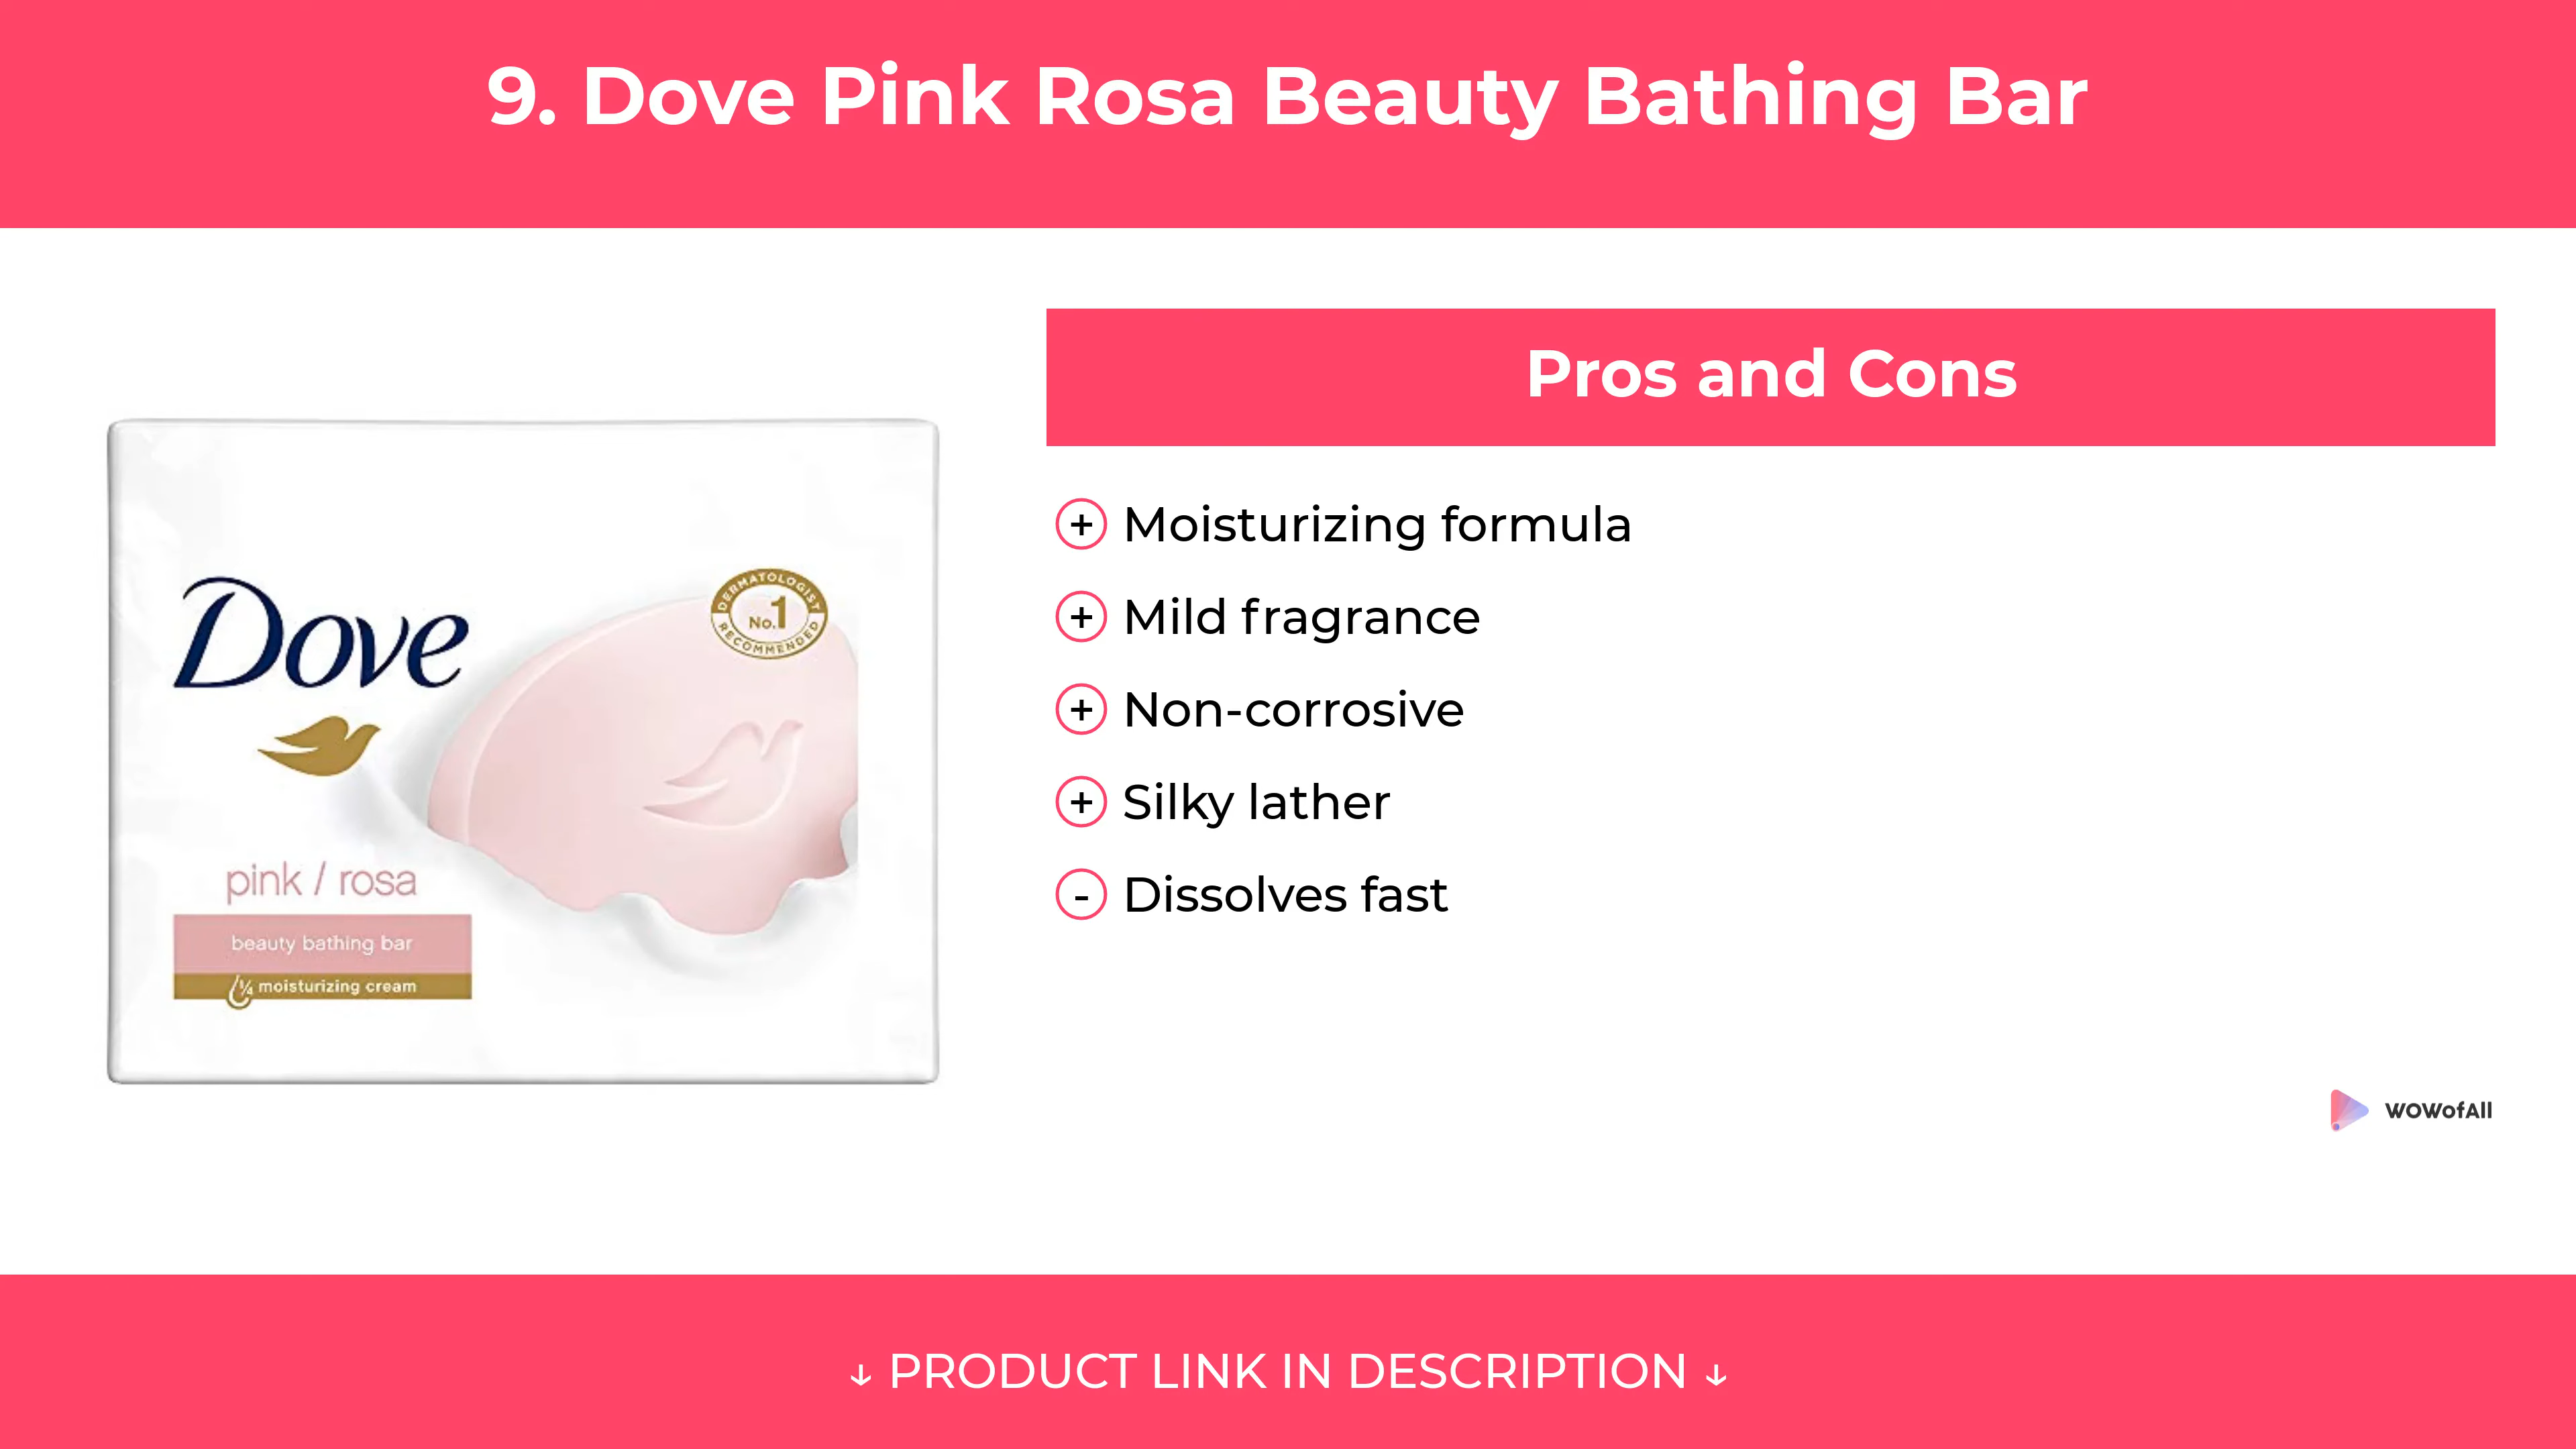 9. Dove Pink Rosa Beauty Bathing Bar
Pros and Cons
+ Moisturizing formula
+ Mild fragrance
+ Non-corrosive
+ Silky lather
- Dissolves fast
Dove
DERMATOLOGIST
No.1
RECOMMENDED
pink / rosa
beauty bathing bar
¼ moisturizing cream
WOWofAll
↓ PRODUCT LINK IN DESCRIPTION ↓